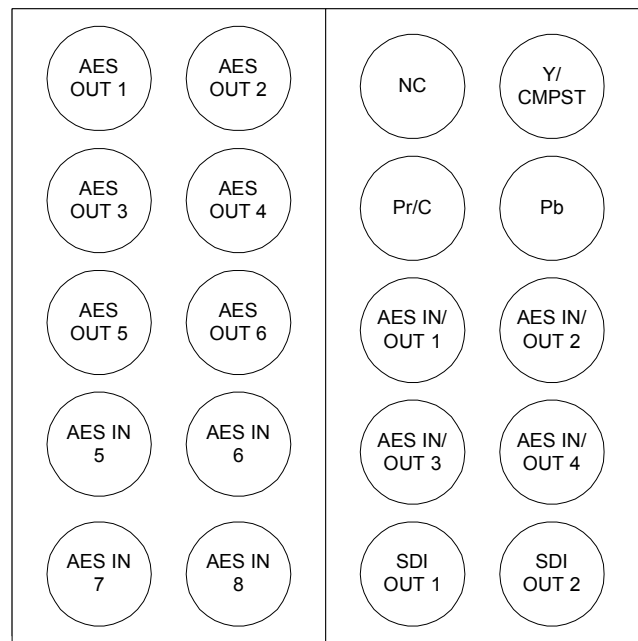 AES
OUT 1
AES
OUT 2
AES
OUT 3
AES
OUT 4
AES
OUT 5
AES
OUT 6
AES IN
5
AES IN
6
AES IN
7
AES IN
8
NC
Y/
CMPST
Pr/C
Pb
AES IN/
OUT 1
AES IN/
OUT 2
AES IN/
OUT 3
AES IN/
OUT 4
SDI
OUT 1
SDI
OUT 2